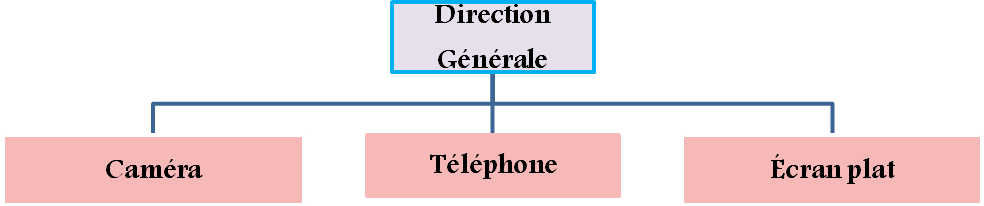 Direction
Générale
Caméra
Téléphone
Écran plat